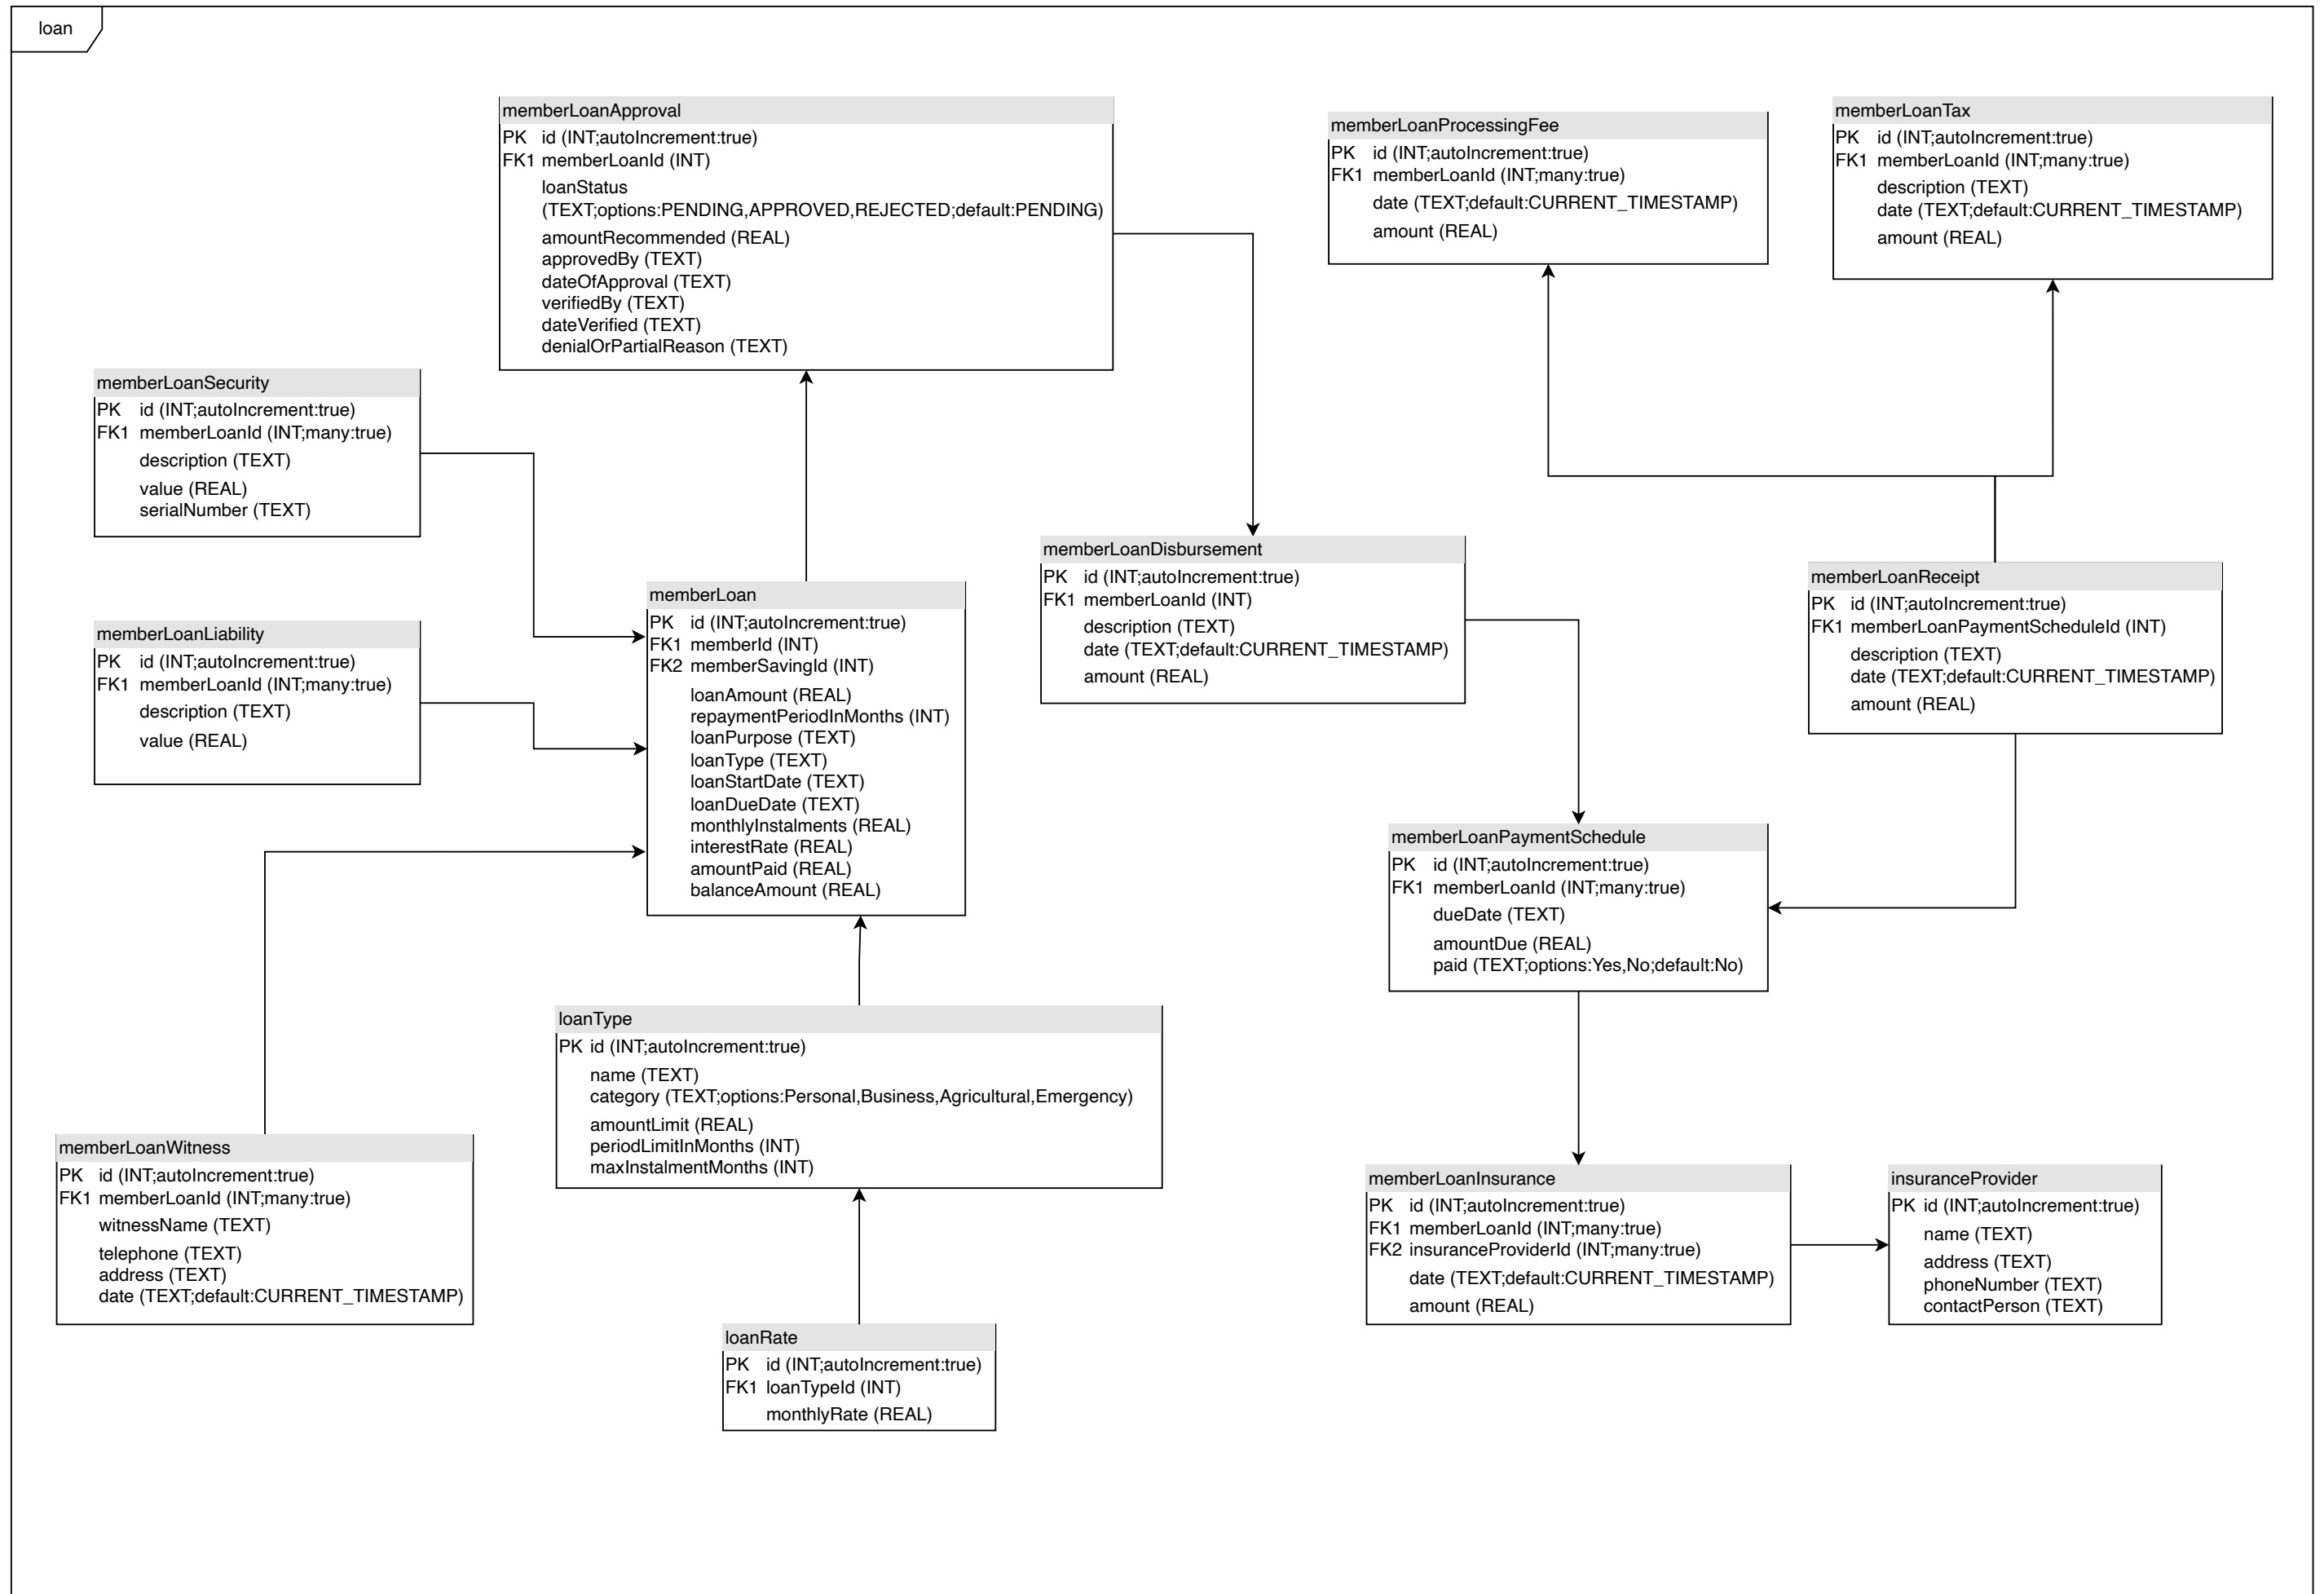 loan
memberLoanApproval
PK id (INT;autoIncrement:true)
FK1 memberLoanId (INT)
loanStatus
(TEXT;options:PENDING,APPROVED,REJECTED;default:PENDING)
amountRecommended (REAL)
approvedBy (TEXT)
dateOfApproval (TEXT)
verifiedBy (TEXT)
dateVerified (TEXT)
denialOrPartialReason (TEXT)
memberLoanProcessingFee
PK id (INT;autoIncrement:true)
FK1 memberLoanId (INT;many:true)
date (TEXT;default:CURRENT_TIMESTAMP)
amount (REAL)
memberLoanTax
PK id (INT;autoIncrement:true)
FK1 memberLoanId (INT;many:true)
description (TEXT)
date (TEXT;default:CURRENT_TIMESTAMP)
amount (REAL)
memberLoanSecurity
PK id (INT;autoIncrement:true)
FK1 memberLoanId (INT;many:true)
description (TEXT)
value (REAL)
serialNumber (TEXT)
memberLoanLiability
PK id (INT;autoIncrement:true)
FK1 memberLoanId (INT;many:true)
description (TEXT)
value (REAL)
memberLoan
PK id (INT;autoIncrement:true)
FK1 memberId (INT)
FK2 memberSavingId (INT)
loanAmount (REAL)
repaymentPeriodInMonths (INT)
loanPurpose (TEXT)
loanType (TEXT)
loanStartDate (TEXT)
loanDueDate (TEXT)
monthlyInstalments (REAL)
interestRate (REAL)
amountPaid (REAL)
balanceAmount (REAL)
memberLoanDisbursement
PK id (INT;autoIncrement:true)
FK1 memberLoanId (INT)
description (TEXT)
date (TEXT;default:CURRENT_TIMESTAMP)
amount (REAL)
memberLoanReceipt
PK id (INT;autoIncrement:true)
FK1 memberLoanPaymentScheduleId (INT)
description (TEXT)
date (TEXT;default:CURRENT_TIMESTAMP)
amount (REAL)
memberLoanPaymentSchedule
PK id (INT;autoIncrement:true)
FK1 memberLoanId (INT;many:true)
dueDate (TEXT)
amountDue (REAL)
paid (TEXT;options:Yes,No;default:No)
loanType
PK id (INT;autoIncrement:true)
name (TEXT)
category (TEXT;options:Personal,Business,Agricultural,Emergency)
amountLimit (REAL)
periodLimitInMonths (INT)
maxInstalmentMonths (INT)
memberLoanWitness
PK id (INT;autoIncrement:true)
FK1 memberLoanId (INT;many:true)
witnessName (TEXT)
telephone (TEXT)
address (TEXT)
date (TEXT;default:CURRENT_TIMESTAMP)
memberLoanInsurance
PK id (INT;autoIncrement:true)
FK1 memberLoanId (INT;many:true)
FK2 insuranceProviderId (INT;many:true)
date (TEXT;default:CURRENT_TIMESTAMP)
amount (REAL)
insuranceProvider
PK id (INT;autoIncrement:true)
name (TEXT)
address (TEXT)
phoneNumber (TEXT)
contactPerson (TEXT)
loanRate
PK id (INT;autoIncrement:true)
FK1 loanTypeId (INT)
monthlyRate (REAL)